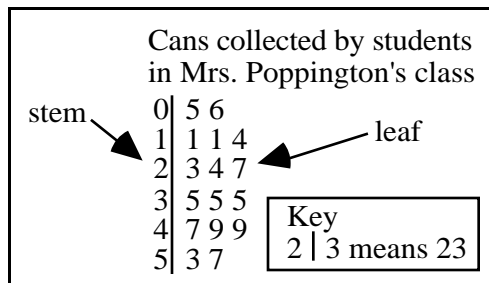 Cans collected by students
in Mrs. Poppington's class
stem
leaf
0 | 5 6
1 | 1 1 4
2 | 3 4 7
3 | 5 5 5
4 | 7 9 9
5 | 3 7
Key
2 | 3 means 23